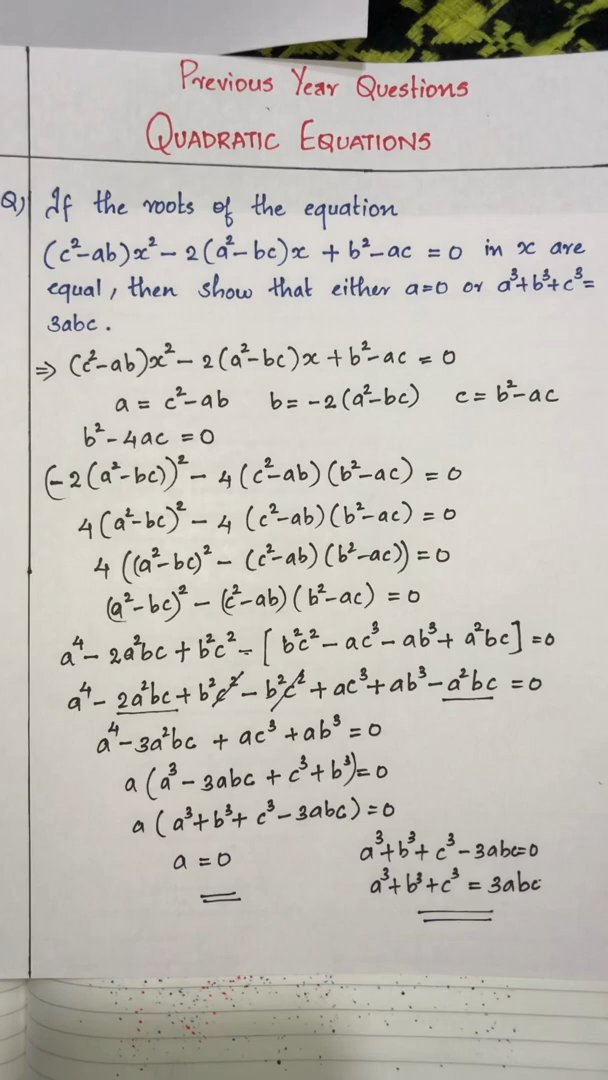 Previous Year Questions
QUADRATIC EQUATIONS
Q) If the roots of the equation
(c²-ab)x² - 2(a²-bc)x + b²-ac = 0 in x are
equal, then show that either a=0 or a³+b³+c³=
3abc.
⇒ (c²-ab)x² - 2(a²-bc)x + b²-ac = 0
a = c²-ab b = -2(a²-bc) c = b²-ac
b²-4ac = 0
(-2(a²-bc))² - 4(c²-ab)(b²-ac) = 0
4(a²-bc)² - 4(c²-ab)(b²-ac) = 0
4((a²-bc)² - (c²-ab)(b²-ac)) = 0
(a²-bc)² - (c²-ab)(b²-ac) = 0
a⁴ - 2a²bc + b²c² - [b²c² - ac³ - ab³ + a²bc] = 0
a⁴ - 2a²bc + b²c² - b²c² + ac³ + ab³ - a²bc = 0
a⁴ - 3a²bc + ac³ + ab³ = 0
a(a³ - 3abc + c³ + b³) = 0
a(a³ + b³ + c³ - 3abc) = 0
a = 0 a³+b³+c³-3abc=0
a³+b³+c³ = 3abc